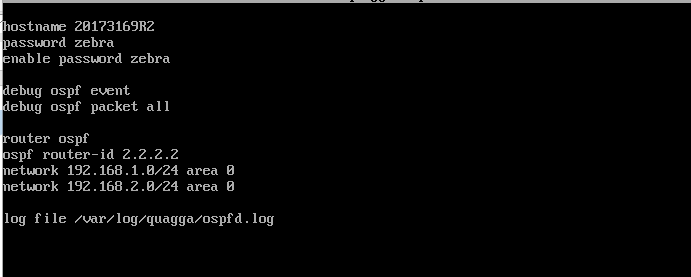 hostname 20173169R2
password zebra
enable password zebra
debug ospf event
debug ospf packet all
router ospf
ospf router-id 2.2.2.2
network 192.168.1.0/24 area 0
network 192.168.2.0/24 area 0
log file /var/log/quagga/ospfd.log